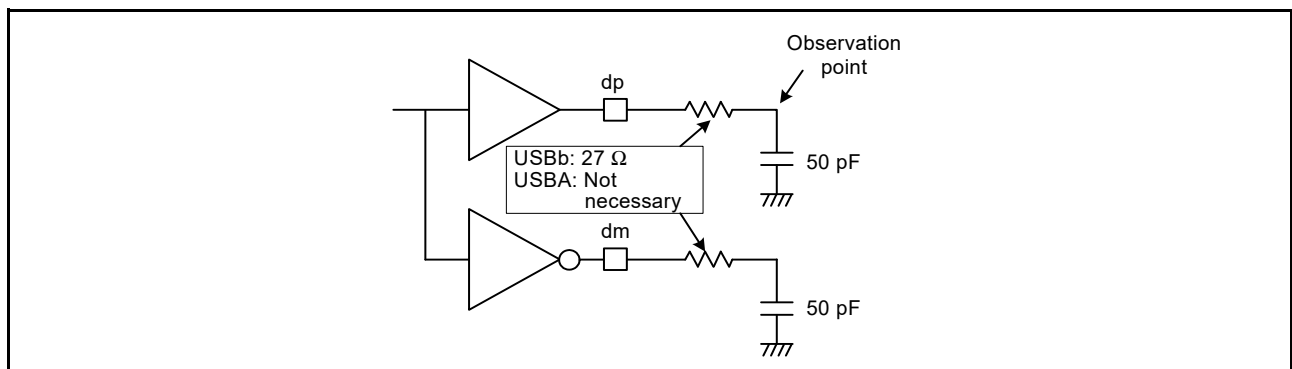 Observation
point
dp
USBb: 27 Ω
USBA: Not
necessary
50 pF
dm
50 pF